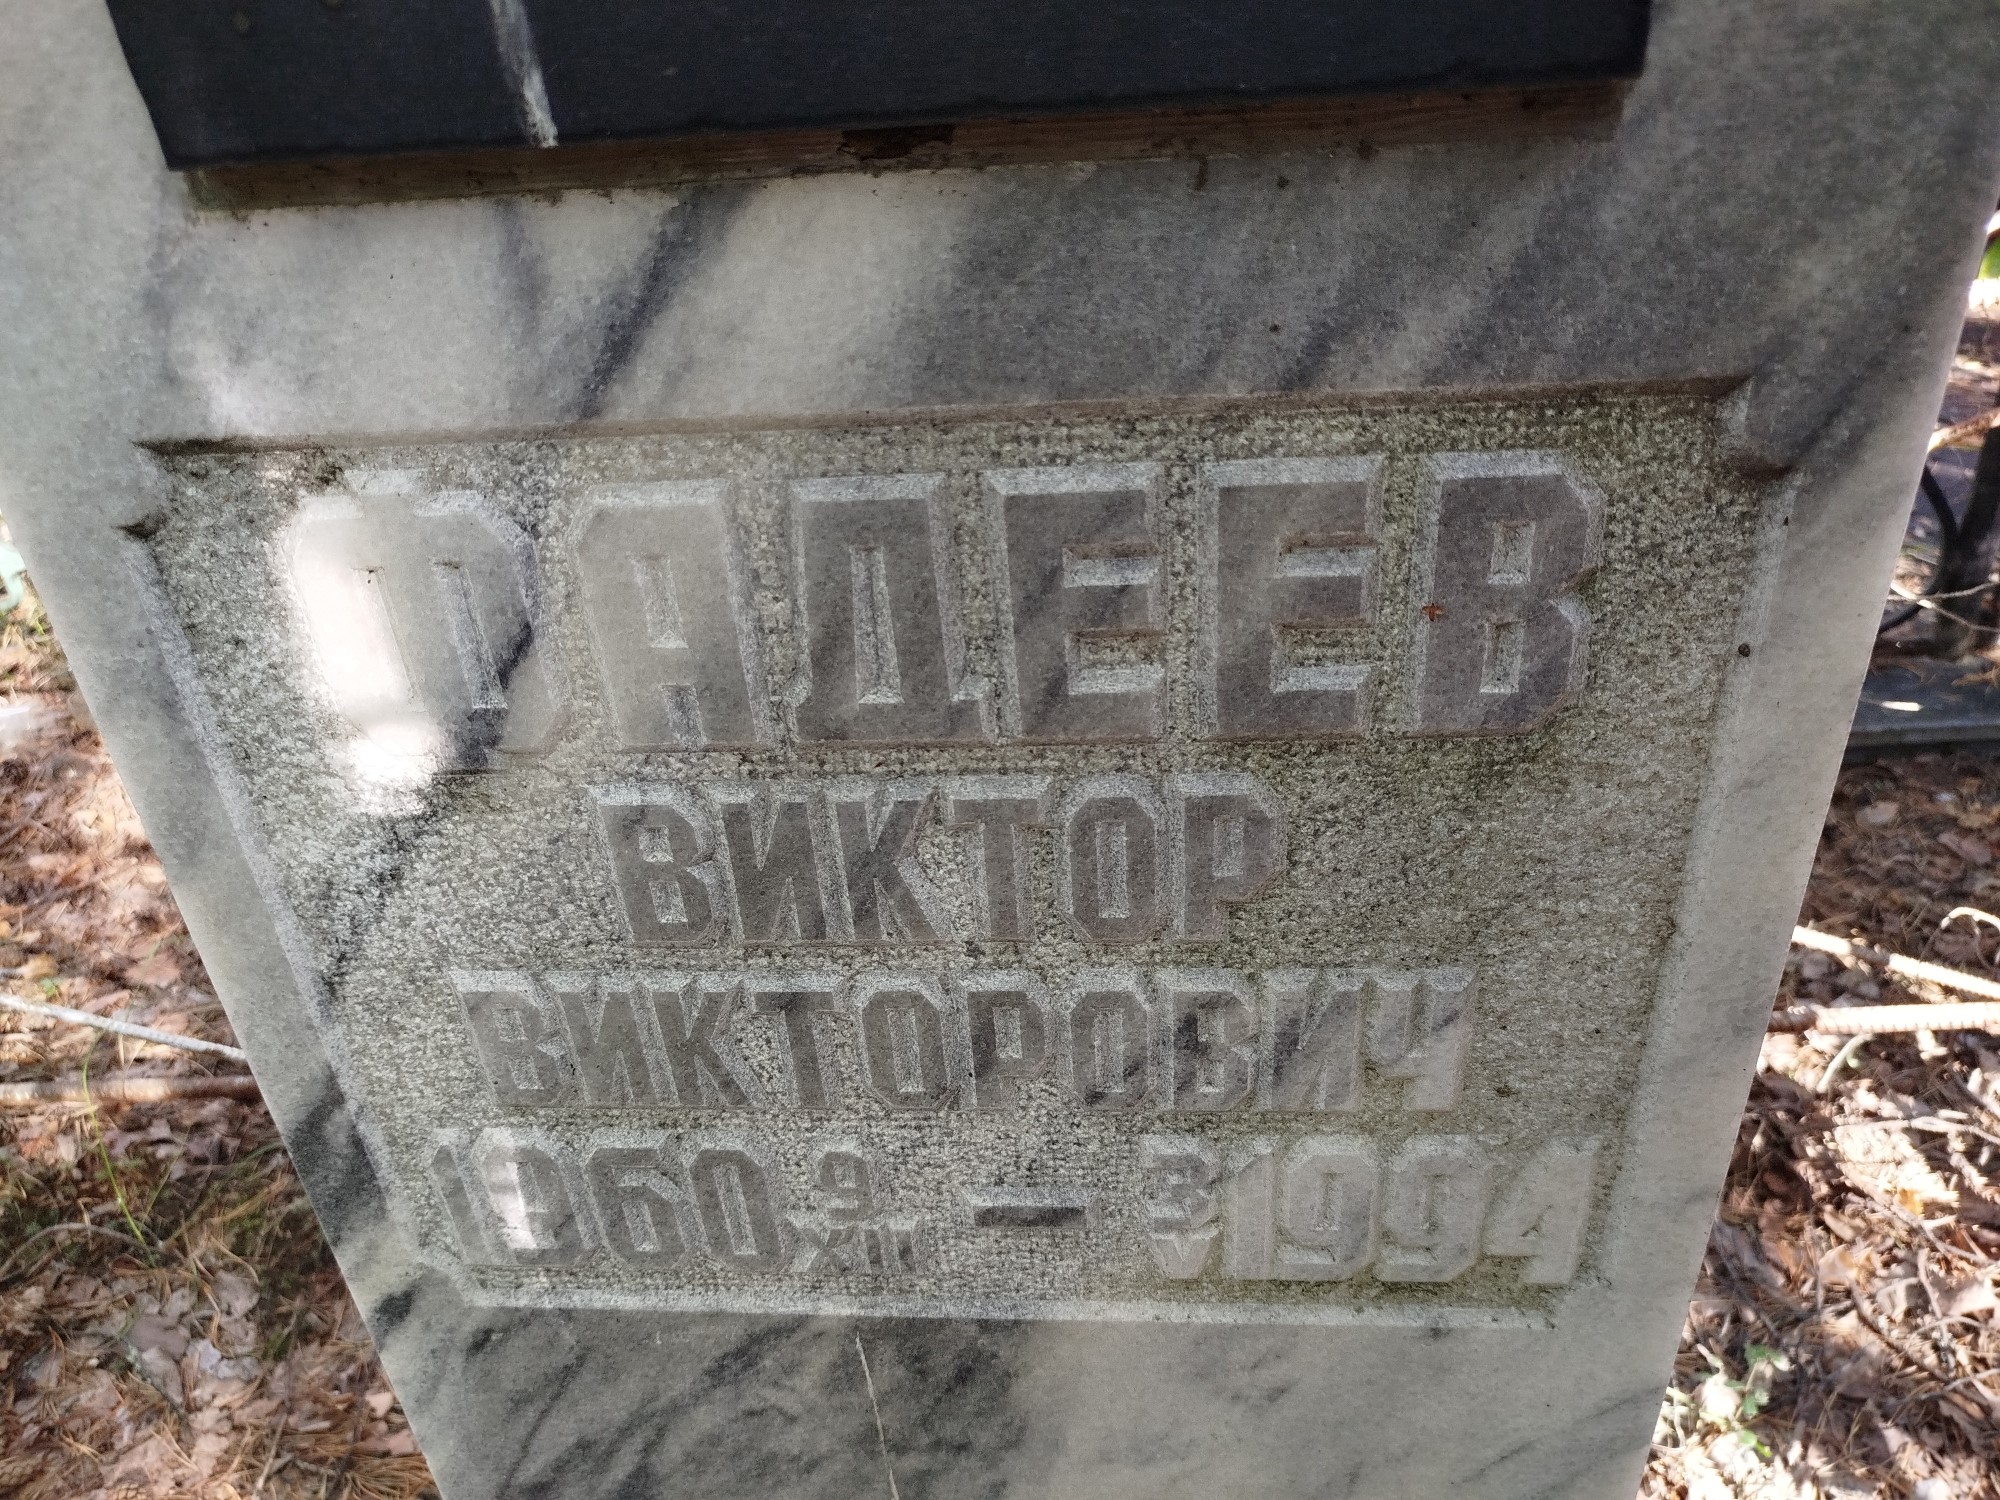 ФАДЕЕВ
ВИКТОР
ВИКТОРОВИЧ
1960 9 XII — 3 V 1994